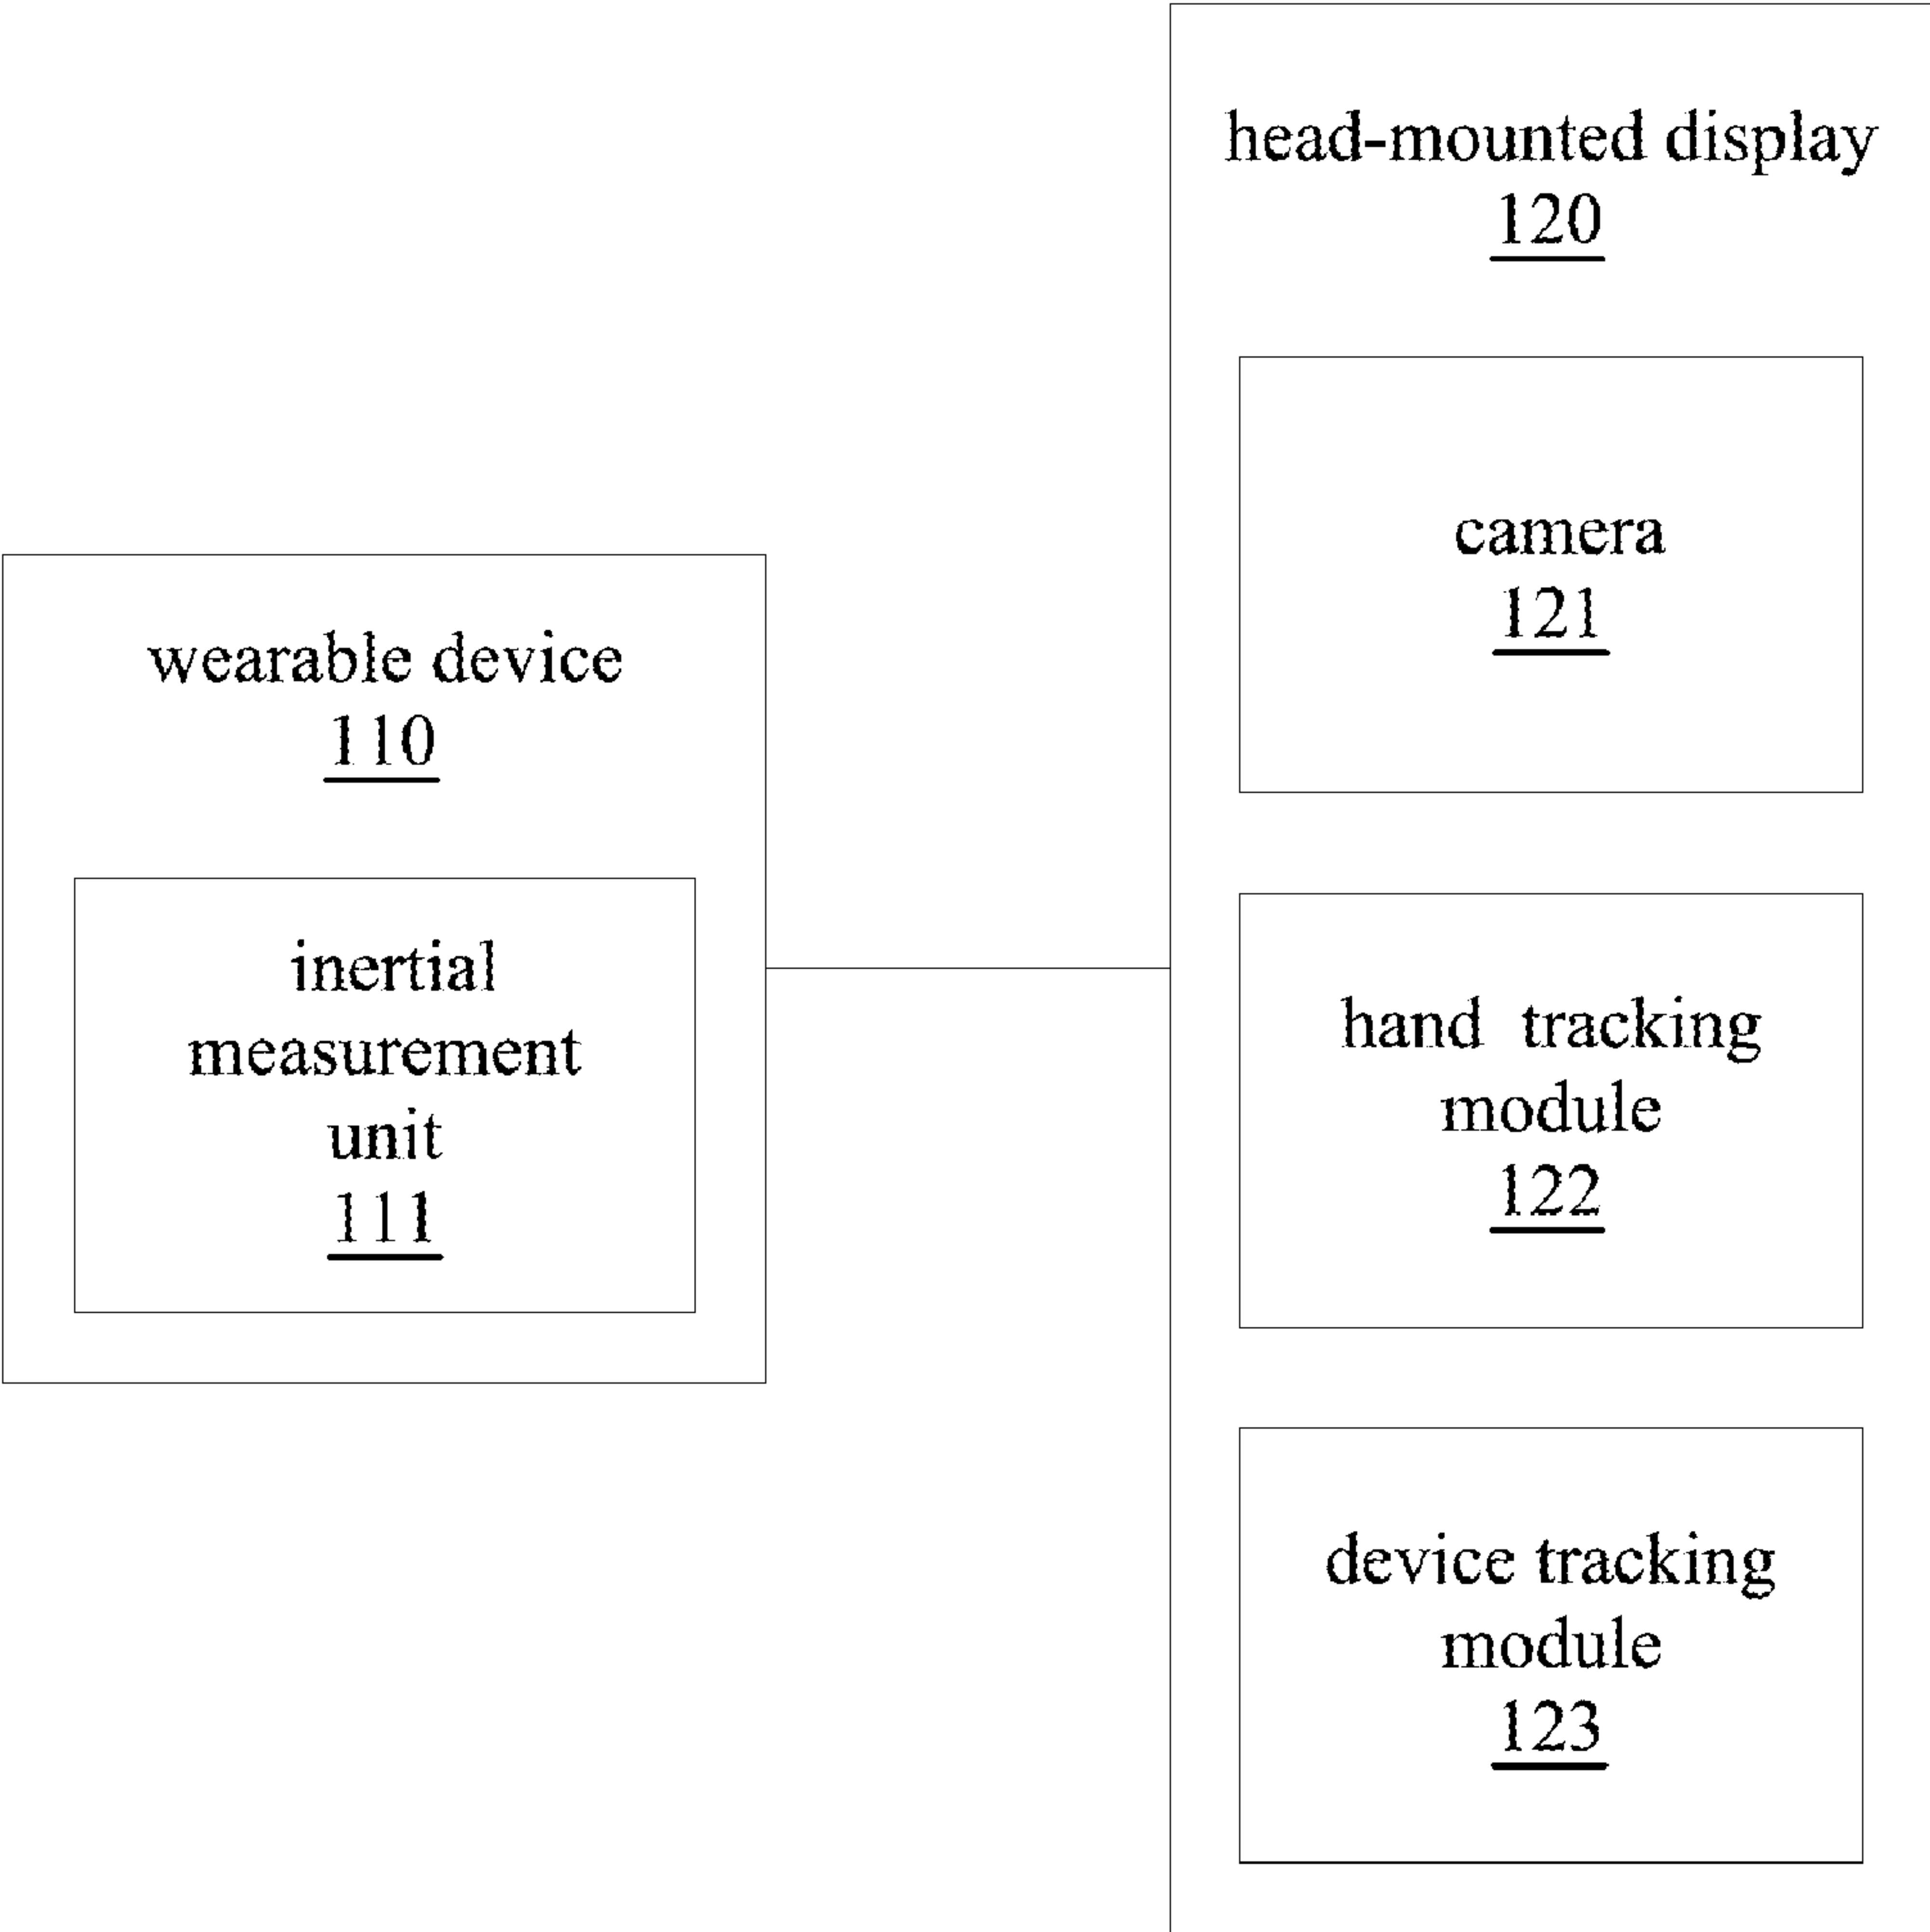 head-mounted display
120
camera
121
wearable device
110
inertial
measurement
unit
111
hand tracking
module
122
device tracking
module
123